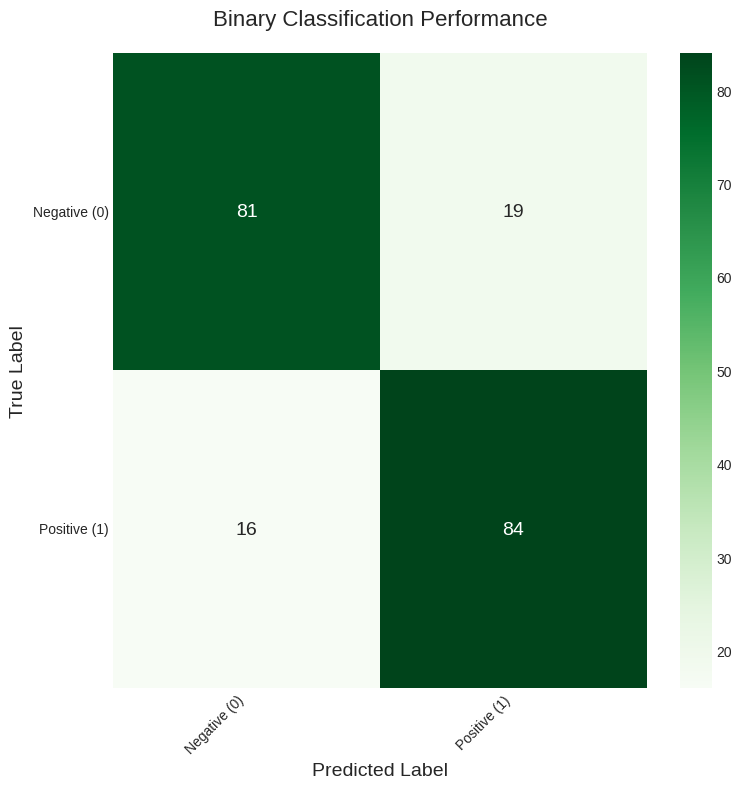 Binary Classification Performance
True Label
Negative (0)
81
19
Positive (1)
16
84
Negative (0)
Positive (1)
Predicted Label
80
70
60
50
40
30
20